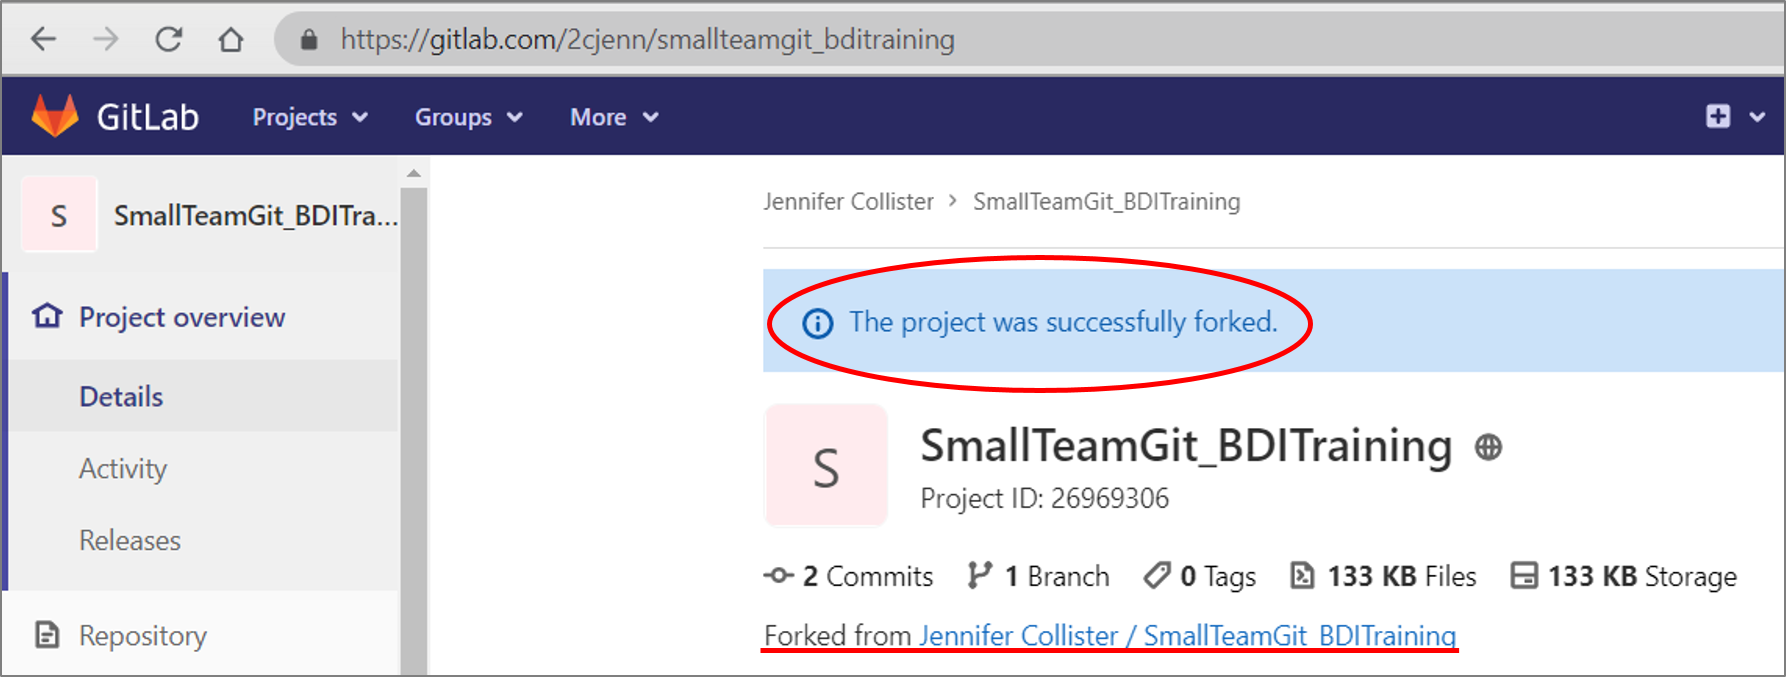 https://gitlab.com/2cjenn/smallteamgit_bditraining
GitLab Projects Groups More
S SmallTeamGit_BDITra...
Project overview
Details
Activity
Releases
Repository
Jennifer Collister > SmallTeamGit_BDITraining
The project was successfully forked.
S
SmallTeamGit_BDITraining
Project ID: 26969306
2 Commits 1 Branch 0 Tags 133 KB Files 133 KB Storage
Forked from Jennifer Collister / SmallTeamGit_BDITraining